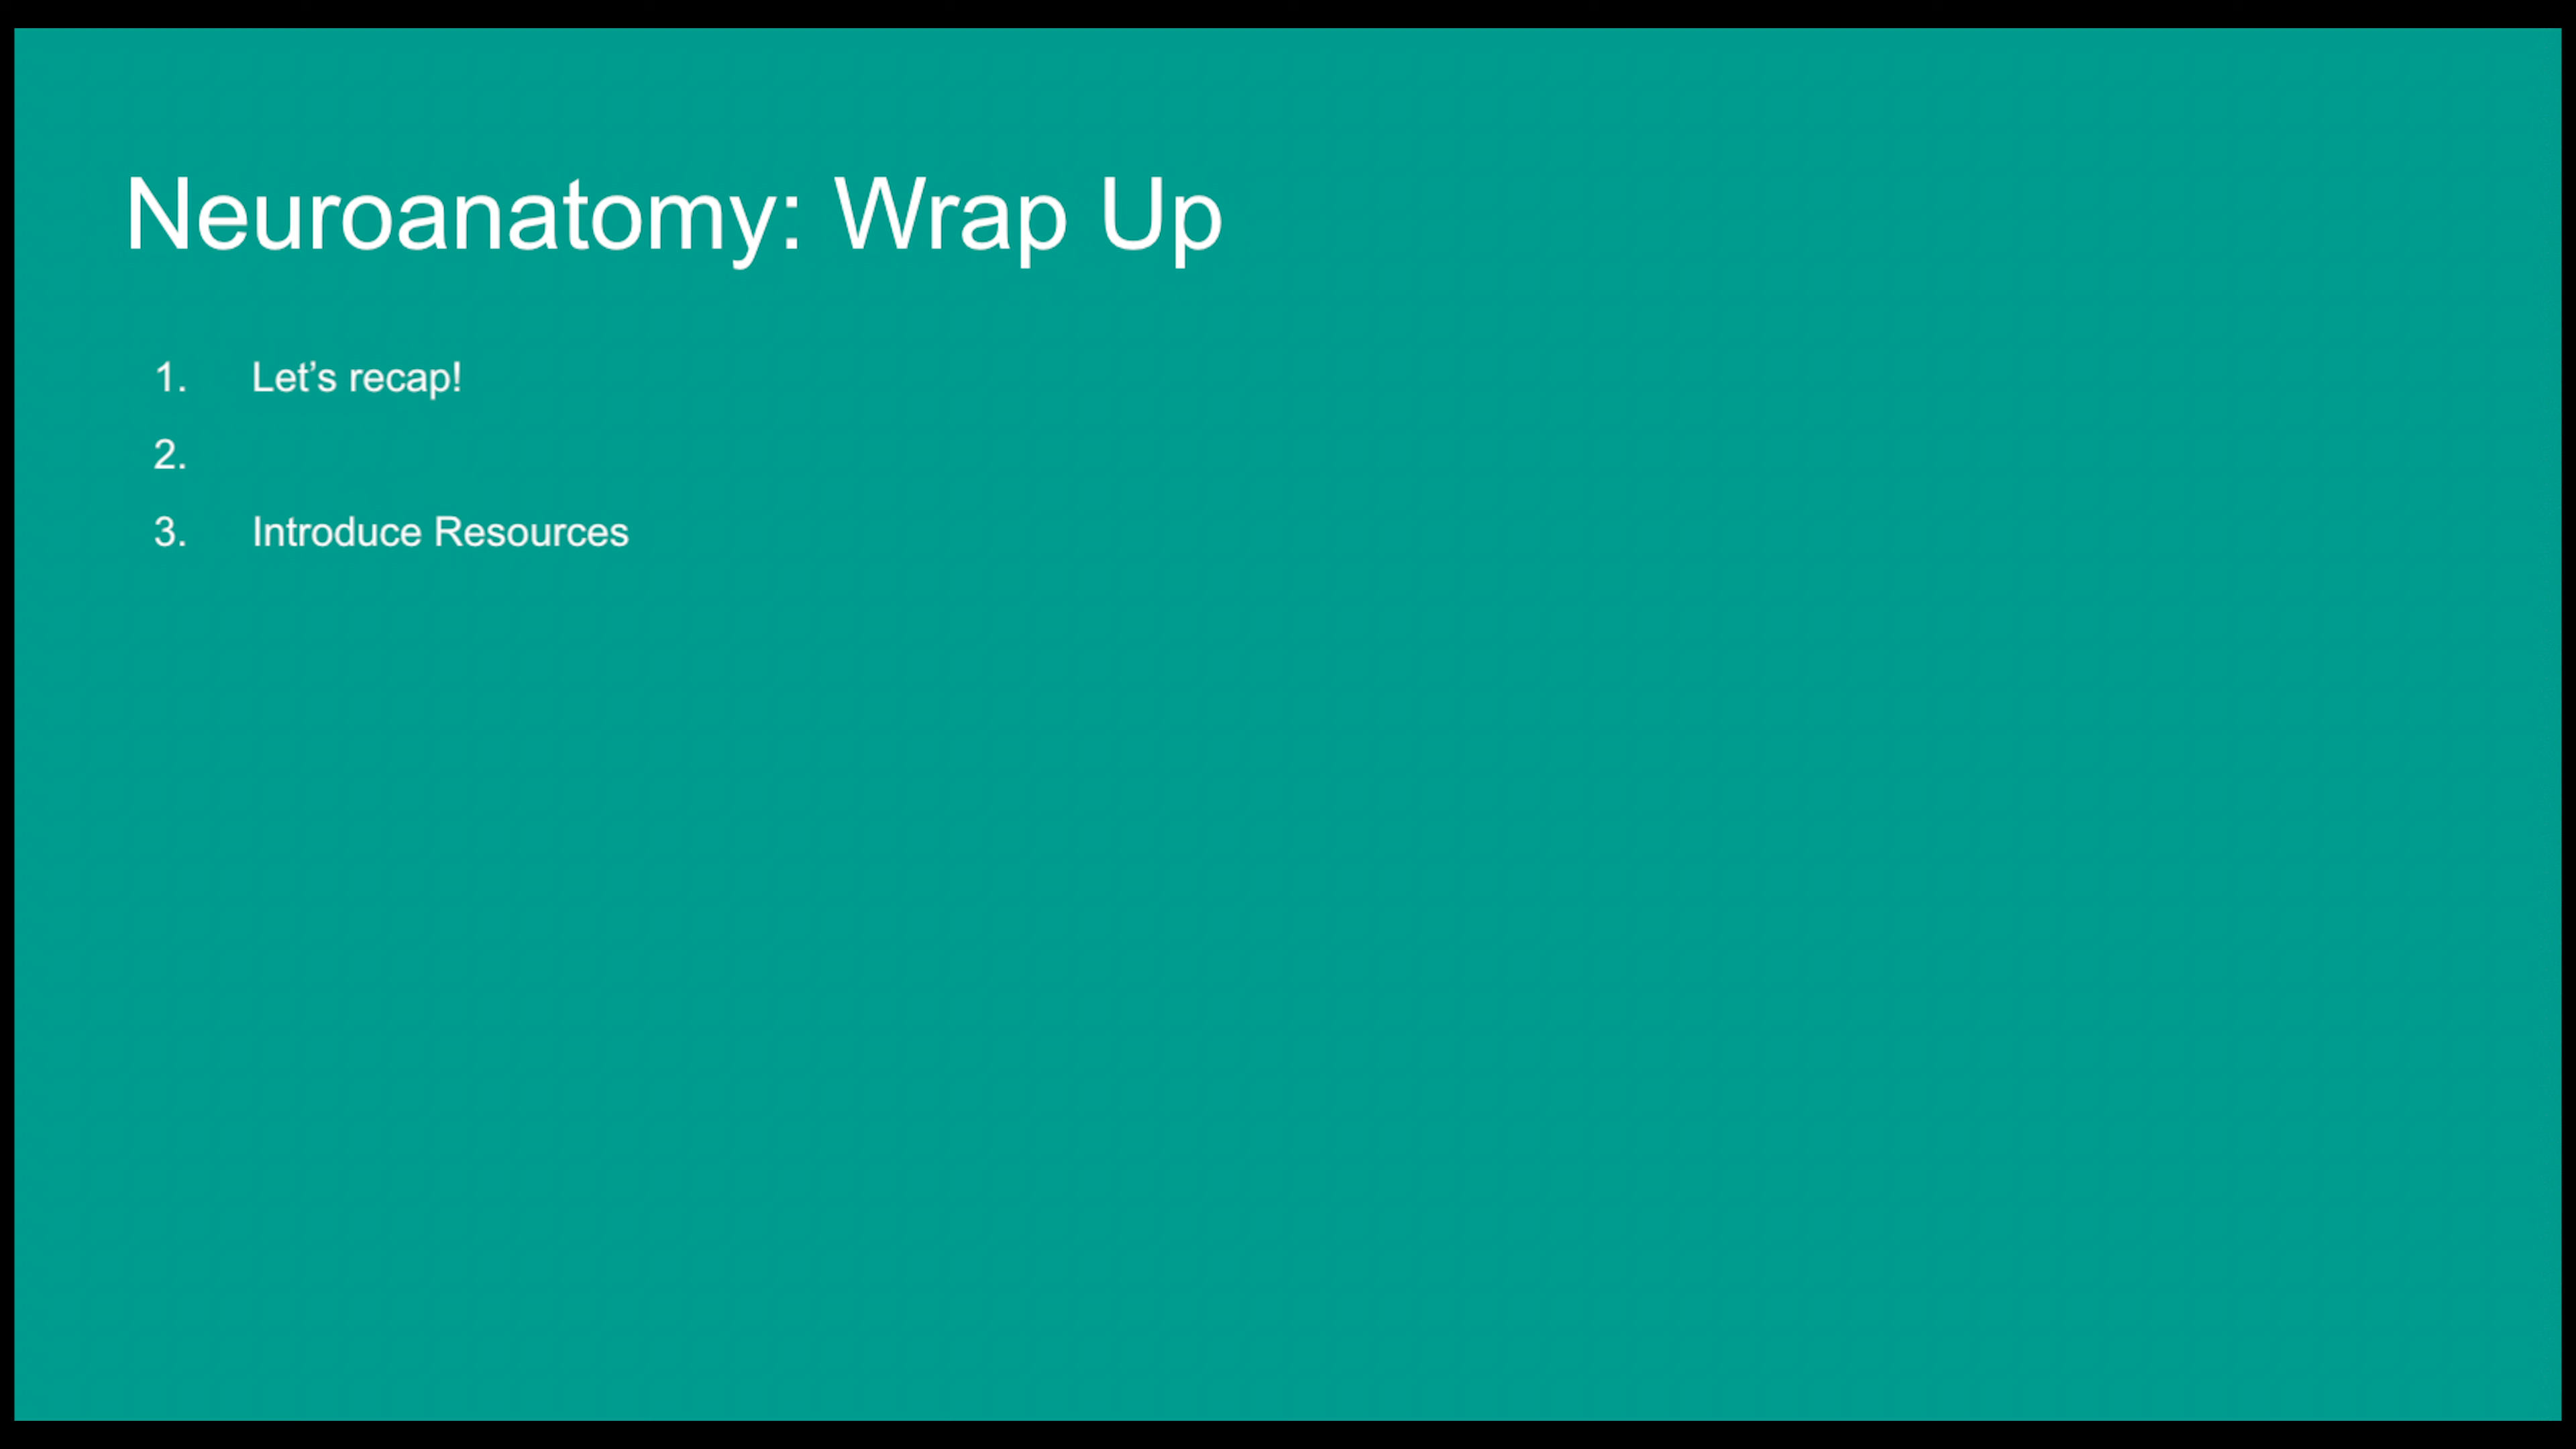 Neuroanatomy: Wrap Up
1. Let’s recap!
2.
3. Introduce Resources